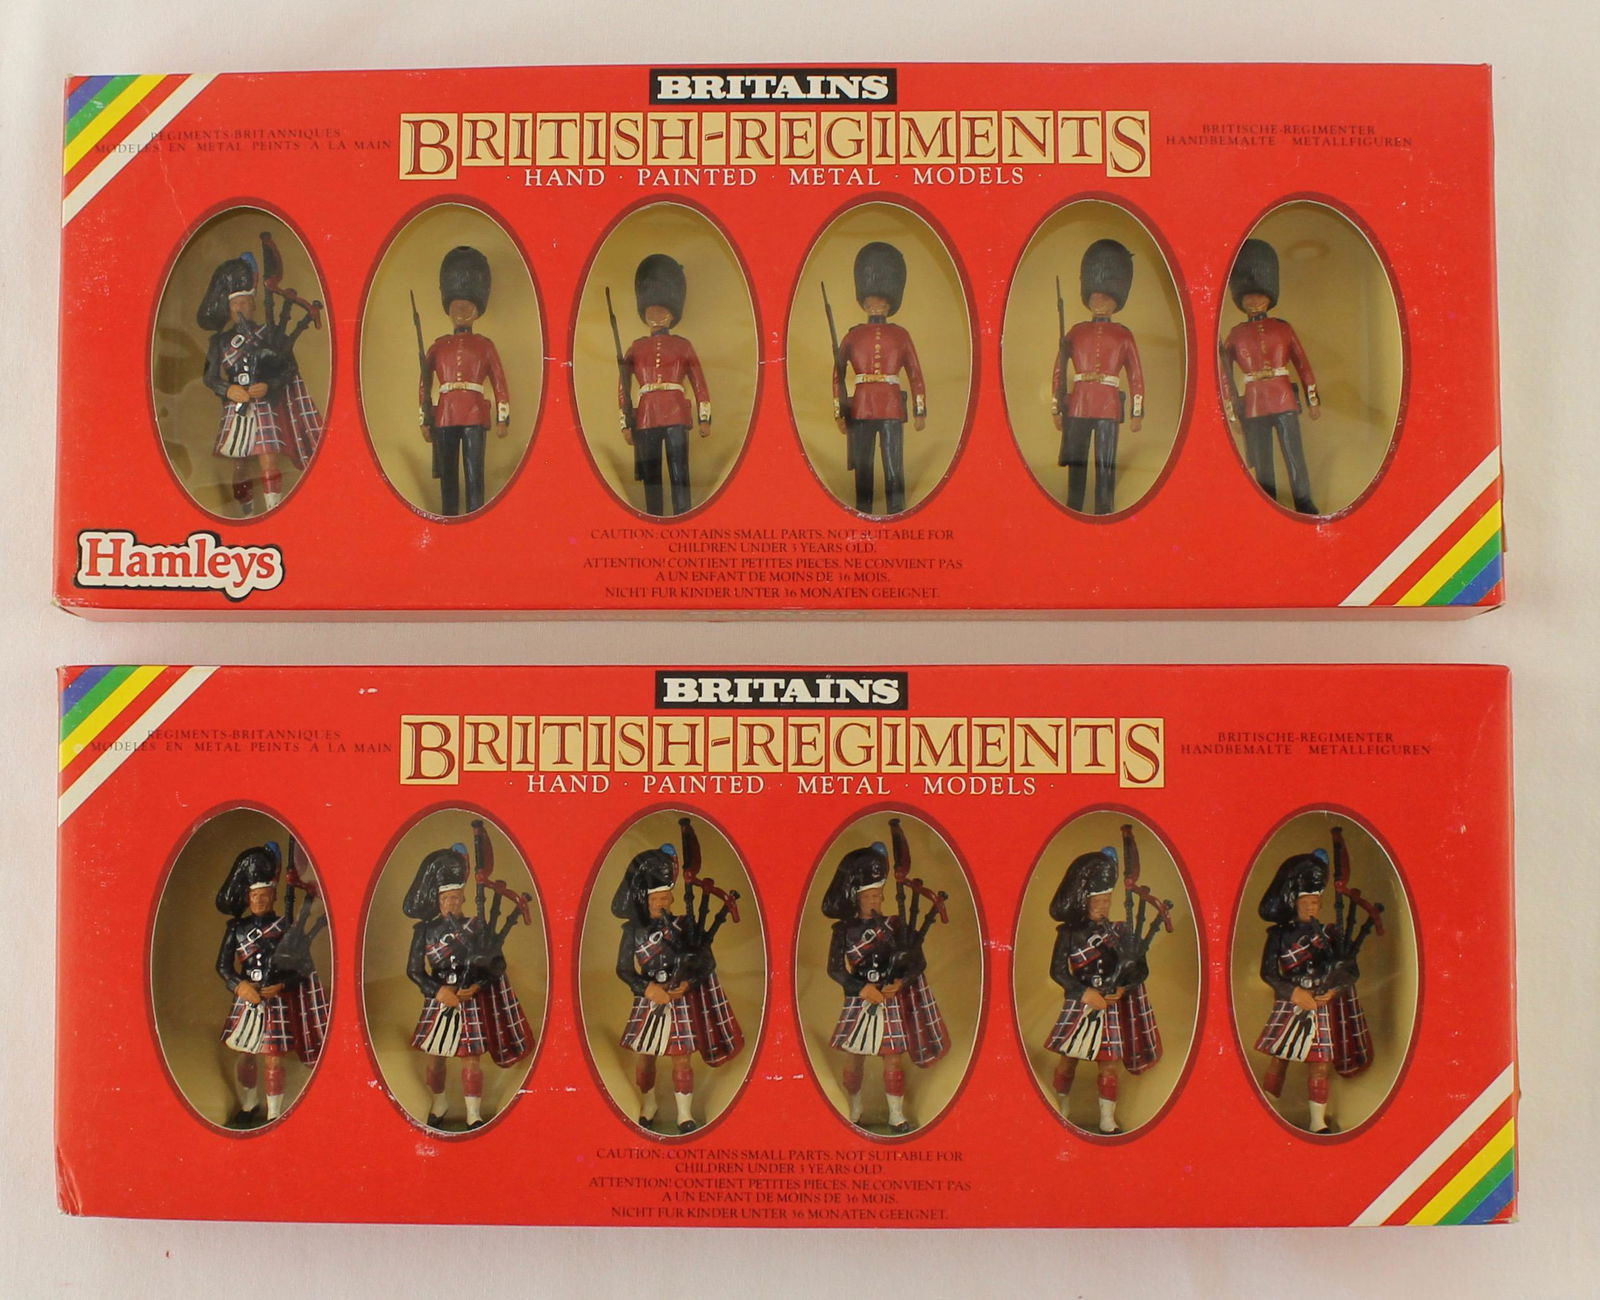 BRITAINS
REGIMENTS-BRITANNIQUES
MODELES EN METAL PEINTS A LA MAIN
BRITISH-REGIMENTS
· HAND · PAINTED · METAL · MODELS ·
BRITISCHE-REGIMENTER
HANDBEMALTE METALLFIGUREN
Hamleys
CAUTION: CONTAINS SMALL PARTS. NOT SUITABLE FOR
CHILDREN UNDER 3 YEARS OLD.
ATTENTION! CONTIENT PETITES PIECES. NE CONVIENT PAS
A UN ENFANT DE MOINS DE 36 MOIS.
NICHT FUR KINDER UNTER 36 MONATEN GEEIGNET.
BRITAINS
REGIMENTS-BRITANNIQUES
MODELES EN METAL PEINTS A LA MAIN
BRITISH-REGIMENTS
· HAND · PAINTED · METAL · MODELS ·
BRITISCHE-REGIMENTER
HANDBEMALTE METALLFIGUREN
CAUTION: CONTAINS SMALL PARTS. NOT SUITABLE FOR
CHILDREN UNDER 3 YEARS OLD.
ATTENTION! CONTIENT PETITES PIECES. NE CONVIENT PAS
A UN ENFANT DE MOINS DE 36 MOIS.
NICHT FUR KINDER UNTER 36 MONATEN GEEIGNET.